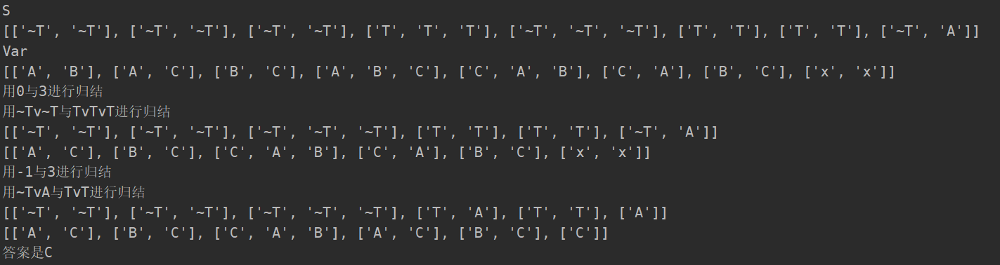 S
[['~T', '~T'], ['~T', '~T'], ['~T', '~T'], ['T', 'T', 'T'], ['~T', '~T', '~T'], ['T', 'T'], ['T', 'T'], ['~T', 'A']]
Var
[['A', 'B'], ['A', 'C'], ['B', 'C'], ['A', 'B', 'C'], ['C', 'A', 'B'], ['C', 'A'], ['B', 'C'], ['x', 'x']]
用0与3进行归结
用~Tv~T与TvTvT进行归结
[['~T', '~T'], ['~T', '~T'], ['~T', '~T', '~T'], ['T', 'T'], ['T', 'T'], ['~T', 'A']]
[['A', 'C'], ['B', 'C'], ['C', 'A', 'B'], ['C', 'A'], ['B', 'C'], ['x', 'x']]
用-1与3进行归结
用~TvA与TvT进行归结
[['~T', '~T'], ['~T', '~T'], ['~T', '~T', '~T'], ['T', 'A'], ['T', 'T'], ['A']]
[['A', 'C'], ['B', 'C'], ['C', 'A', 'B'], ['A', 'C'], ['B', 'C'], ['C']]
答案是C